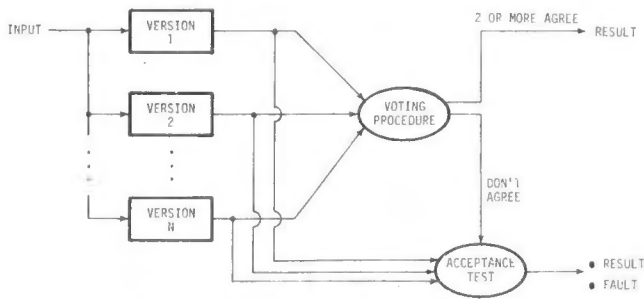 2 OR MORE AGREE
INPUT
VERSION
1
RESULT
VERSION
2
VOTING
PROCEDURE
DON'T
AGREE
VERSION
N
ACCEPTANCE
TEST
• RESULT
• FAULT